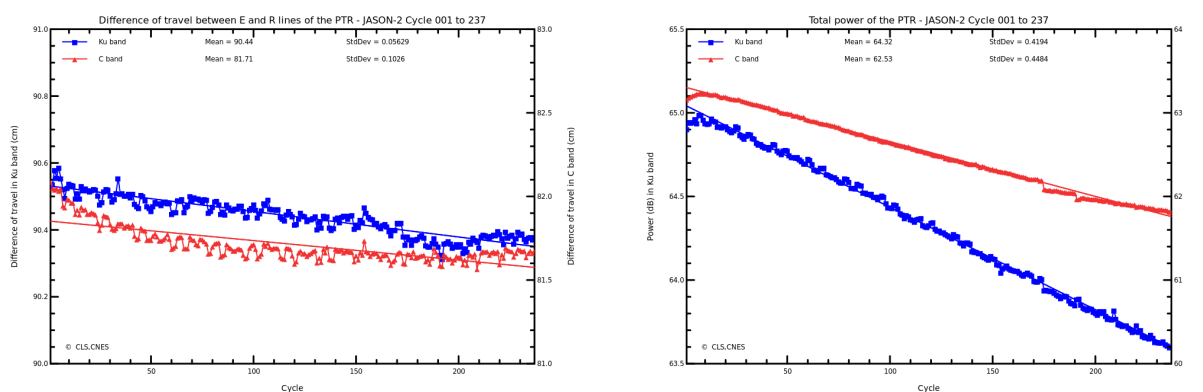 Difference of travel between E and R lines of the PTR - JASON-2 Cycle 001 to 237
91.0
83.0
Ku band Mean = 90.44 StdDev = 0.05629
C band Mean = 81.71 StdDev = 0.1026
90.8
82.5
90.6
82.0
90.4
81.5
90.2
90.0
81.0
Difference of travel in Ku band (cm)
Difference of travel in C band (cm)
© CLS,CNES
50 100 150 200
Cycle
Total power of the PTR - JASON-2 Cycle 001 to 237
65.5
64
Ku band Mean = 64.32 StdDev = 0.4194
C band Mean = 62.53 StdDev = 0.4484
65.0
63
64.5
62
64.0
61
63.5
60
Power (dB) in Ku band
© CLS,CNES
50 100 150 200
Cycle